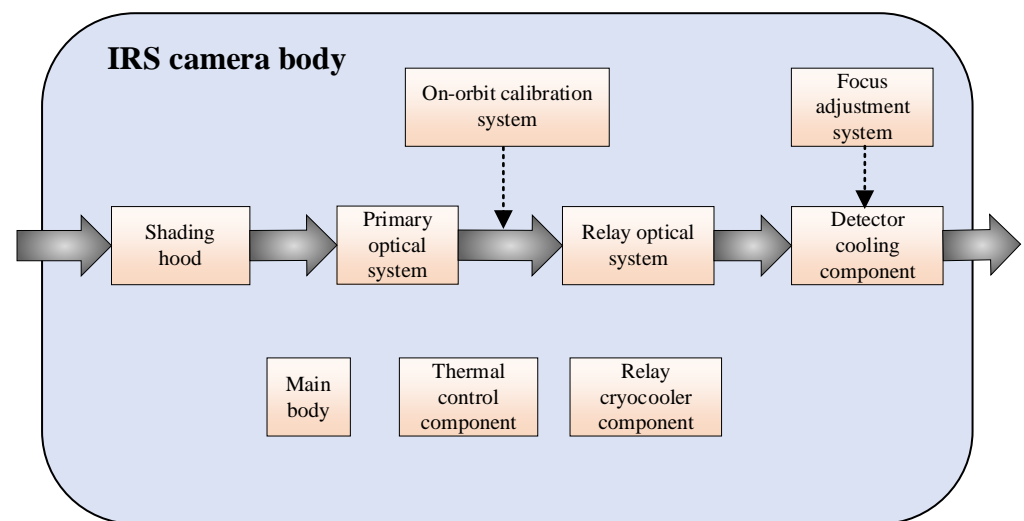 IRS camera body
On-orbit calibration
system
Focus
adjustment
system
Shading
hood
Primary
optical
system
Relay optical
system
Detector
cooling
component
Main
body
Thermal
control
component
Relay
cryocooler
component